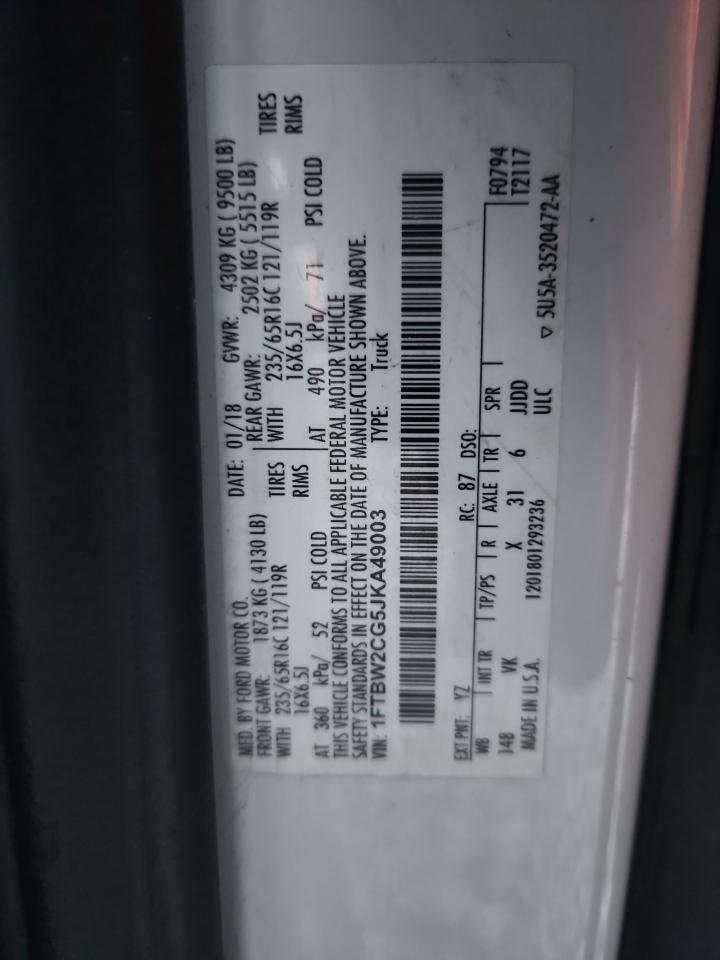 MFD. BY FORD MOTOR CO. DATE: 01/18 GVWR: 4309 KG ( 9500 LB)
FRONT GAWR: 1873 KG ( 4130 LB) REAR GAWR: 2502 KG ( 5515 LB)
WITH 235/65R16C 121/119R TIRES WITH 235/65R16C 121/119R TIRES
16X6.5J RIMS 16X6.5J RIMS
AT 360 kPa/ 52 PSI COLD AT 490 kPa/ 71 PSI COLD
THIS VEHICLE CONFORMS TO ALL APPLICABLE FEDERAL MOTOR VEHICLE
SAFETY STANDARDS IN EFFECT ON THE DATE OF MANUFACTURE SHOWN ABOVE.
VIN: 1FTBW2CG5JKA49003 TYPE: Truck
EXT PNT: YZ RC: 87 DSO:
WB INT TR TP/PS R AXLE TR SPR F0794
148 VK X 31 6 JJDD T2117
MADE IN U.S.A. 1201801293236 ULC ▽ 5U5A-3520472-AA